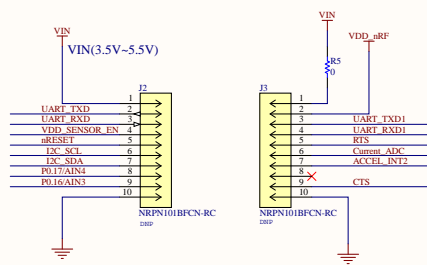 VIN
VIN(3.5V~5.5V)
J2
1
UART_TXD 2
UART_RXD 3
VDD_SENSOR_EN 4
nRESET 5
I2C_SCL 6
I2C_SDA 7
P0.17/AIN4 8
P0.16/AIN3 9
10
NRPN101BFCN-RC
DNP
VIN
VDD_nRF
R5
0
J3
1
2
3 UART_TXD1
4 UART_RXD1
5 RTS
6 Current_ADC
7 ACCEL_INT2
8
9 CTS
10
NRPN101BFCN-RC
DNP